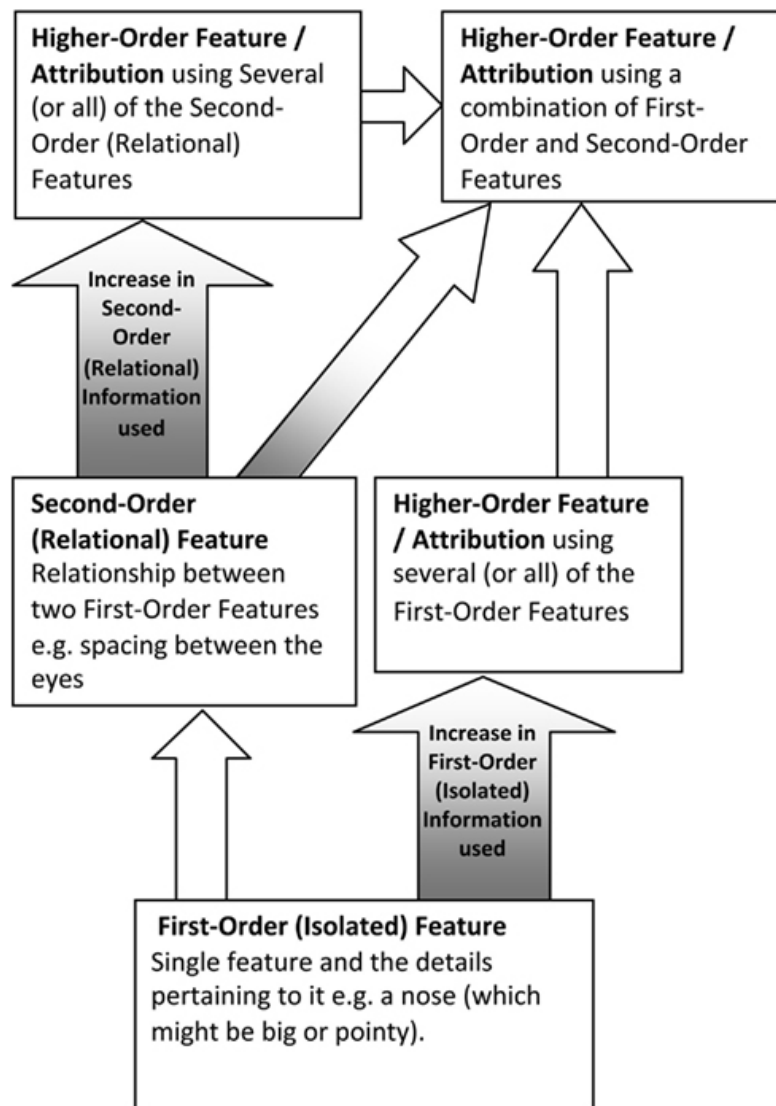 Higher-Order Feature /
Attribution using Several
(or all) of the Second-
Order (Relational)
Features
Higher-Order Feature /
Attribution using a
combination of First-
Order and Second-Order
Features
Increase in
Second-
Order
(Relational)
Information
used
Second-Order
(Relational) Feature
Relationship between
two First-Order Features
e.g. spacing between the
eyes
Higher-Order Feature
/ Attribution using
several (or all) of the
First-Order Features
Increase in
First-Order
(Isolated)
Information
used
First-Order (Isolated) Feature
Single feature and the details
pertaining to it e.g. a nose (which
might be big or pointy).